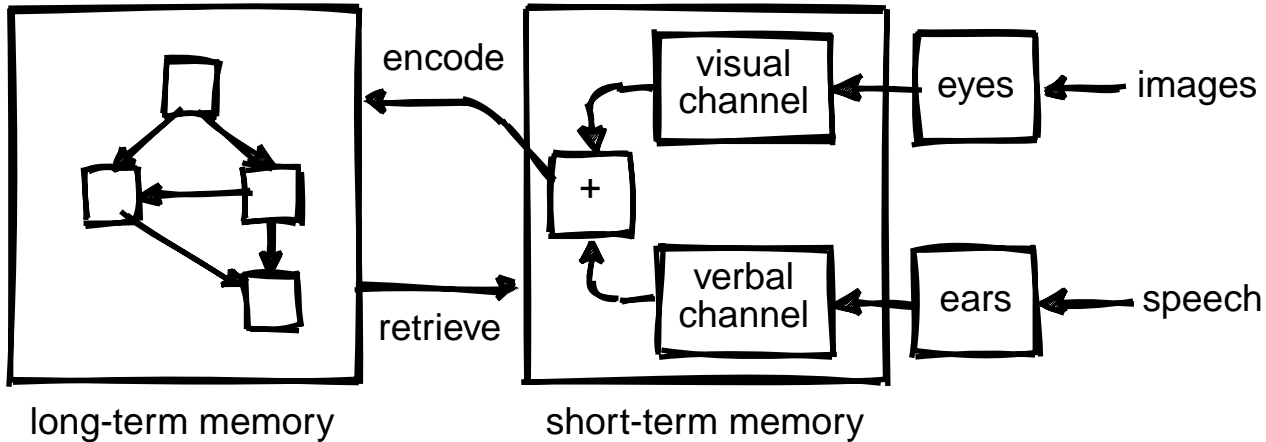 encode
visual
channel
eyes
images
+
retrieve
verbal
channel
ears
speech
long-term memory
short-term memory